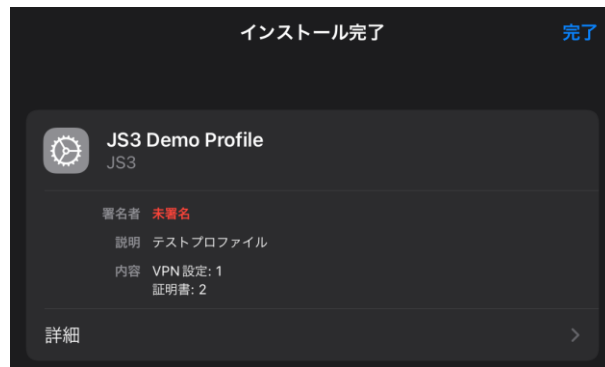 インストール完了
完了
JS3 Demo Profile
JS3
署名者 未署名
説明 テストプロファイル
内容 VPN 設定: 1
証明書: 2
詳細